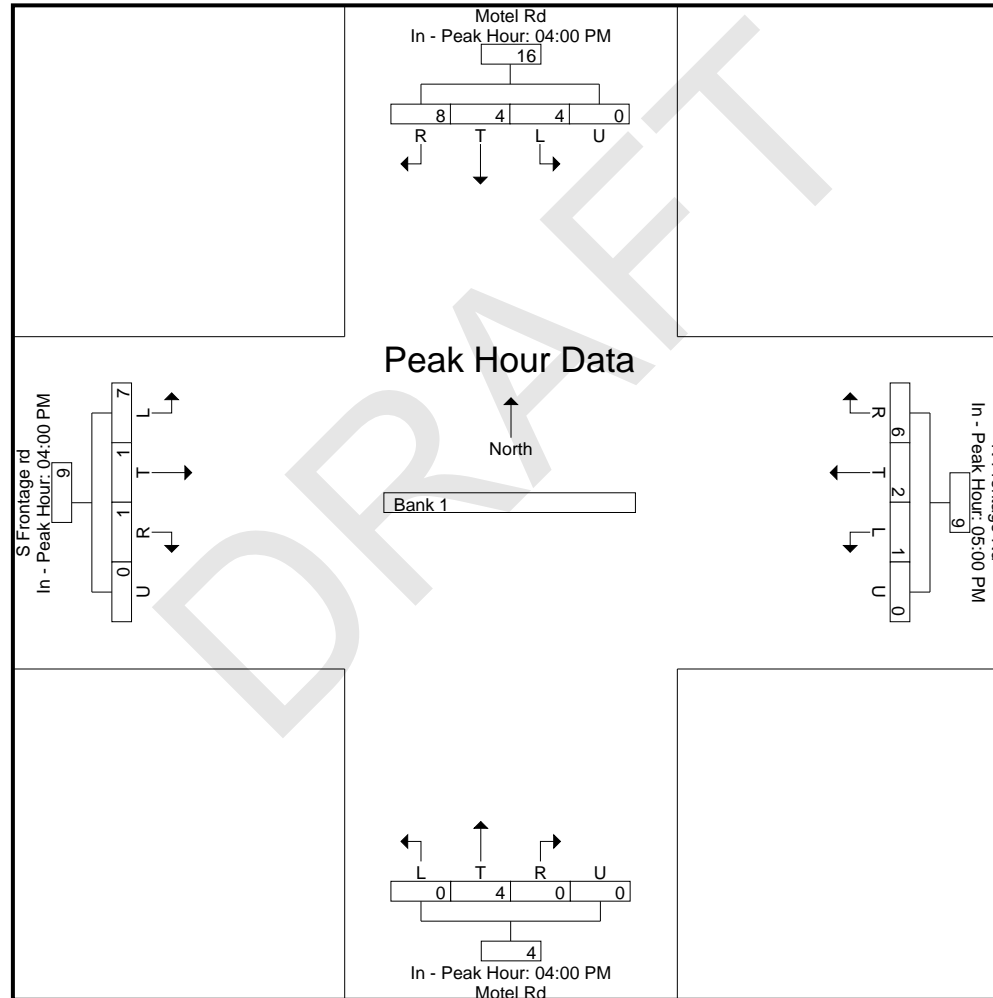 Motel Rd
In - Peak Hour: 04:00 PM
16
8 4 4 0
R T L U
Peak Hour Data
North
Bank 1
S Frontage rd
In - Peak Hour: 04:00 PM
9
7 1 1 0
L T R U
In - Peak Hour: 05:00 PM
9
6 2 1 0
R T L U
L T R U
0 4 0 0
4
In - Peak Hour: 04:00 PM
Motel Rd
DRAFT